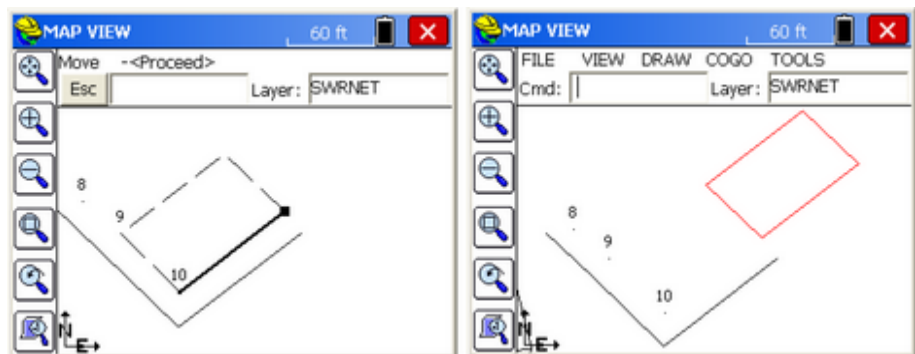 MAP VIEW 60 ft
Move -<Proceed>
Esc Layer: SWRNET
8
9
10
N
E
MAP VIEW 60 ft
FILE VIEW DRAW COGO TOOLS
Cmd: Layer: SWRNET
8
9
10
N
E